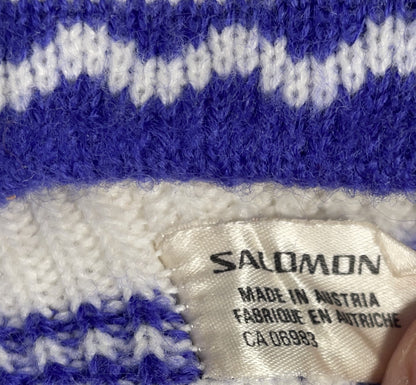 SALOMON
MADE IN AUSTRIA
FABRIQUE EN AUTRICHE
CA 06983